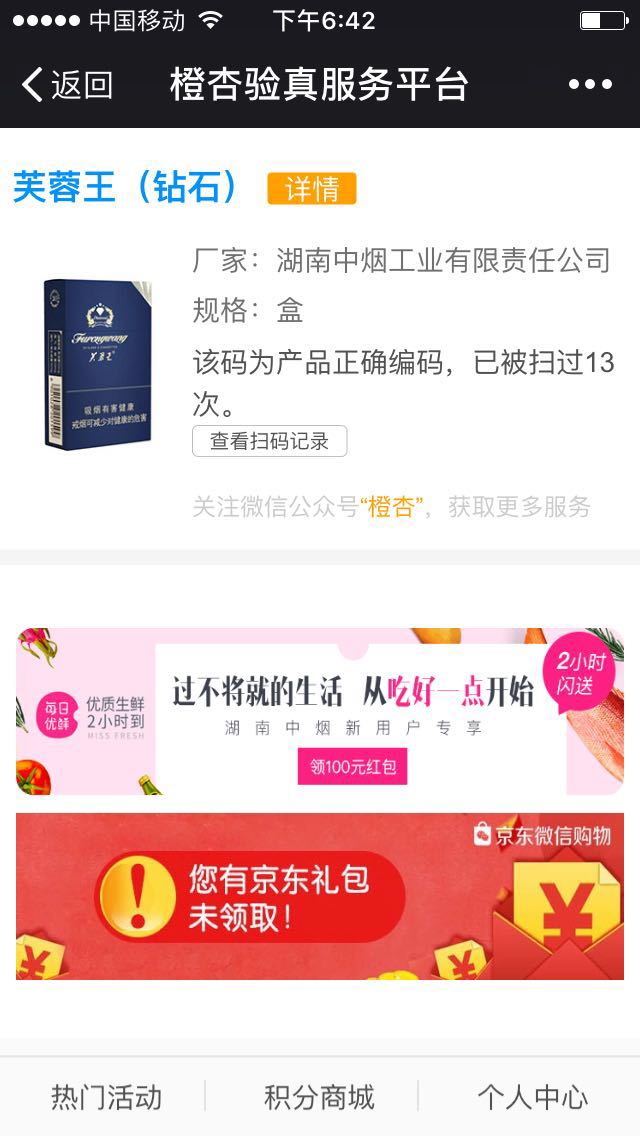 中国移动 下午6:42
返回 橙杏验真服务平台
芙蓉王（钻石） 详情
厂家：湖南中烟工业有限责任公司
规格：盒
该码为产品正确编码，已被扫过13
次。
查看扫码记录
关注微信公众号“橙杏”，获取更多服务
Furongwang
芙蓉王
吸烟有害健康
戒烟可减少对健康的危害
每日
优鲜
优质生鲜
2小时到
MISS FRESH
过不将就的生活 从吃好一点开始
湖南中烟新用户专享
领100元红包
2小时
闪送
京东微信购物
您有京东礼包
未领取！
热门活动 积分商城 个人中心